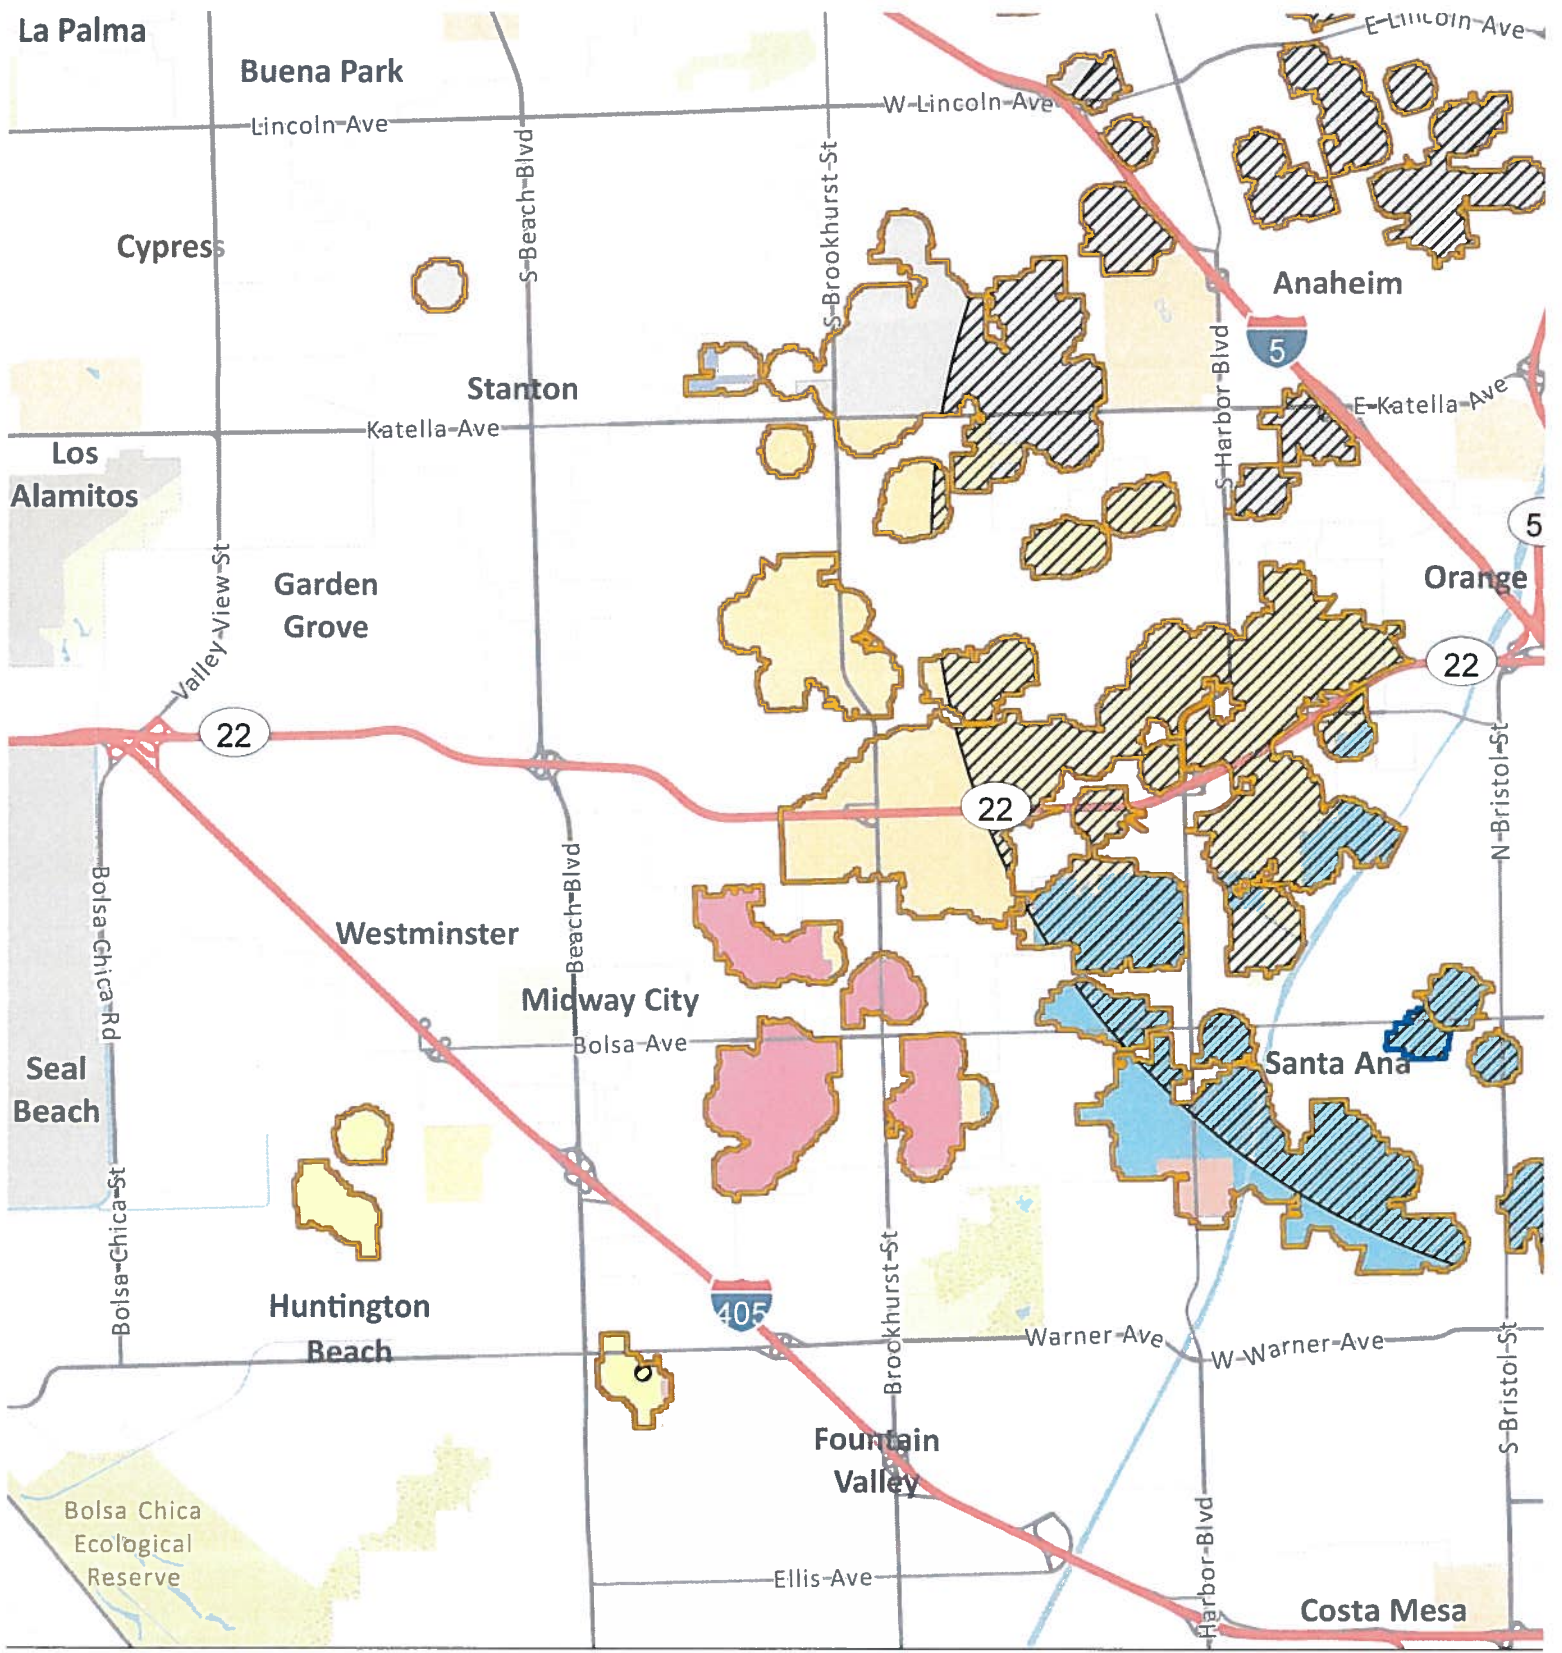 La Palma
E-Lincoln Ave
Buena Park
W-Lincoln-Ave
Lincoln-Ave
S-Beach-Blvd
S-Brookhurst-St
Cypress
Anaheim
5
S-Harbor-Blvd
Stanton
E-Katella-Ave
Katella-Ave
Los
Alamitos
5
Valley-View-St
Garden
Grove
Orange
22
22
22
N-Bristol-St
Bolsa-Chica-Rd
Beach-Blvd
Westminster
Midway City
Bolsa-Ave
Santa Ana
Seal
Beach
Bolsa-Chica-St
Huntington
Beach
405
Brookhurst-St
Warner-Ave
W-Warner-Ave
S-Bristol-St
Fountain
Valley
Bolsa Chica
Ecological
Reserve
Harbor-Blvd
Ellis-Ave
Costa Mesa